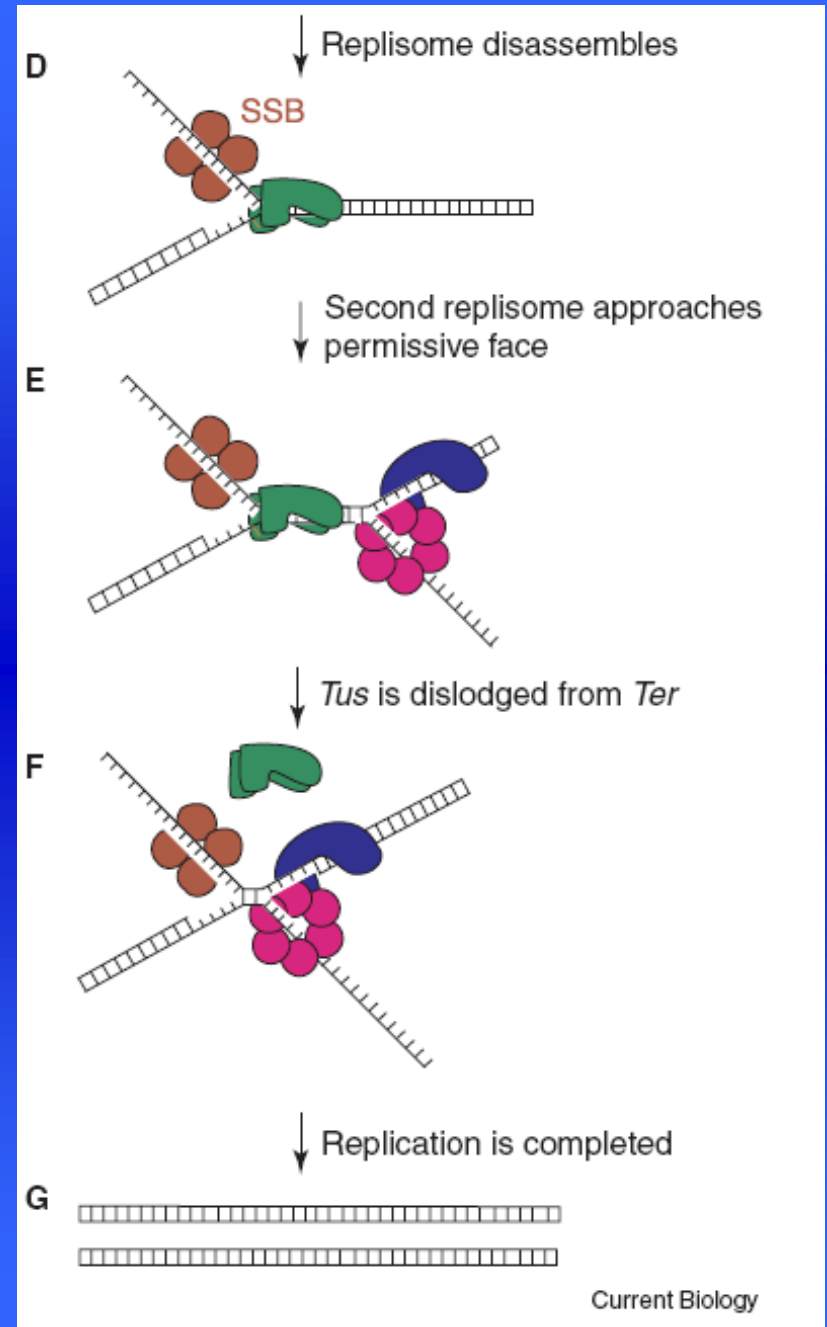 Replisome disassembles
D
SSB
Second replisome approaches
permissive face
E
Tus is dislodged from Ter
F
Replication is completed
G
Current Biology